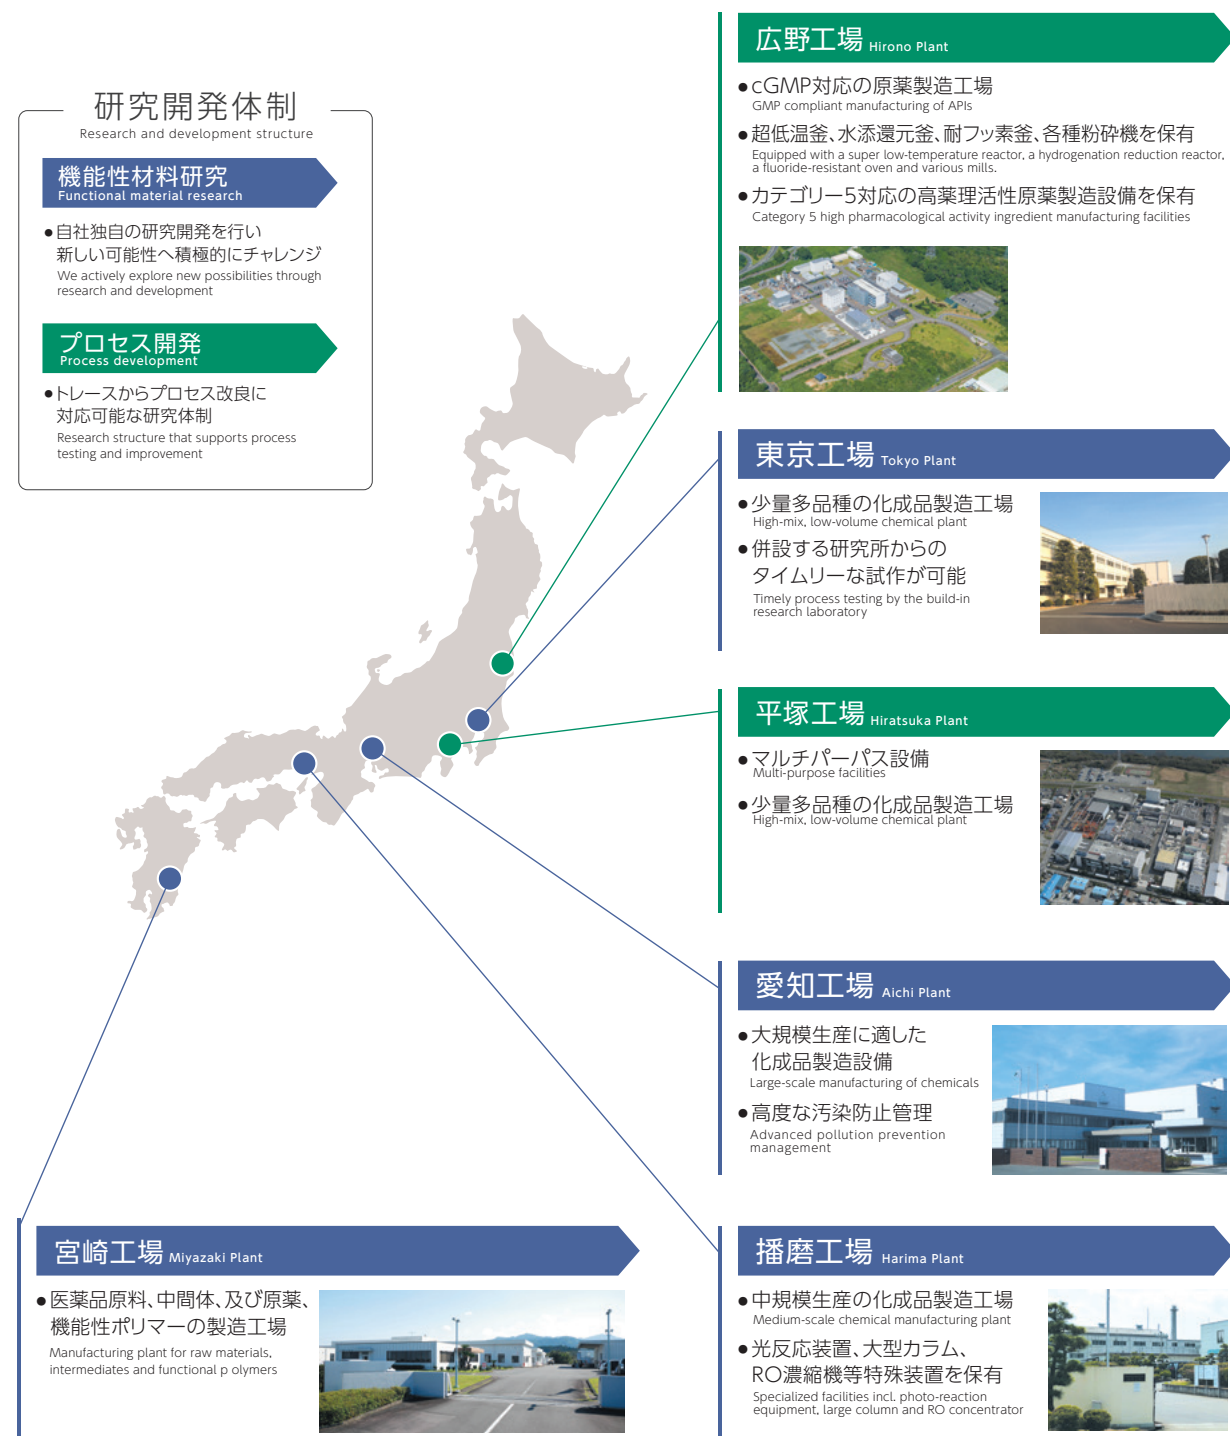 研究開発体制
Research and development structure
機能性材料研究
Functional material research
●自社独自の研究開発を行い
新しい可能性へ積極的にチャレンジ
We actively explore new possibilities through
research and development
プロセス開発
Process development
●トレースからプロセス改良に
対応可能な研究体制
Research structure that supports process
testing and improvement
広野工場 Hirono Plant
●cGMP対応の原薬製造工場
GMP compliant manufacturing of APIs
●超低温釜、水添還元釜、耐フッ素釜、各種粉砕機を保有
Equipped with a super low-temperature reactor, a hydrogenation reduction reactor,
a fluoride-resistant oven and various mills.
●カテゴリー5対応の高薬理活性原薬製造設備を保有
Category 5 high pharmacological activity ingredient manufacturing facilities
東京工場 Tokyo Plant
●少量多品種の化成品製造工場
High-mix, low-volume chemical plant
●併設する研究所からの
タイムリーな試作が可能
Timely process testing by the build-in
research laboratory
平塚工場 Hiratsuka Plant
●マルチパーパス設備
Multi-purpose facilities
●少量多品種の化成品製造工場
High-mix, low-volume chemical plant
愛知工場 Aichi Plant
●大規模生産に適した
化成品製造設備
Large-scale manufacturing of chemicals
●高度な汚染防止管理
Advanced pollution prevention
management
宮崎工場 Miyazaki Plant
●医薬品原料、中間体、及び原薬、
機能性ポリマーの製造工場
Manufacturing plant for raw materials,
intermediates and functional p olymers
播磨工場 Harima Plant
●中規模生産の化成品製造工場
Medium-scale chemical manufacturing plant
●光反応装置、大型カラム、
RO濃縮機等特殊装置を保有
Specialized facilities incl. photo-reaction
equipment, large column and RO concentrator